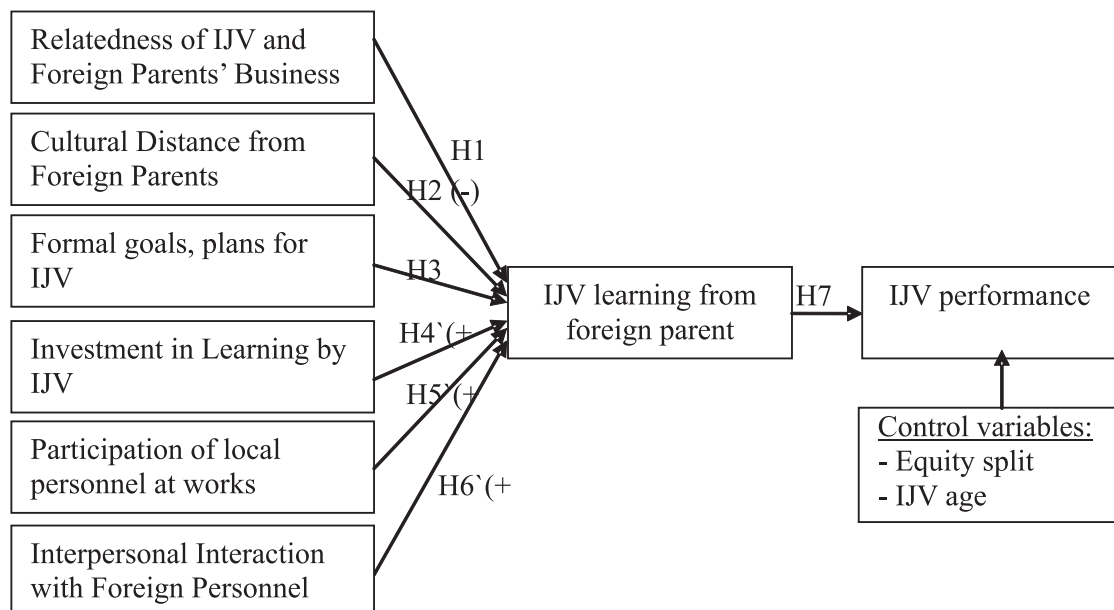 Relatedness of IJV and
Foreign Parents’ Business
Cultural Distance from
Foreign Parents
Formal goals, plans for
IJV
Investment in Learning by
IJV
Participation of local
personnel at works
Interpersonal Interaction
with Foreign Personnel
H1
H2 (-)
H3
H4`(+
H5`(+
H6`(+
IJV learning from
foreign parent
H7
IJV performance
Control variables:
- Equity split
- IJV age